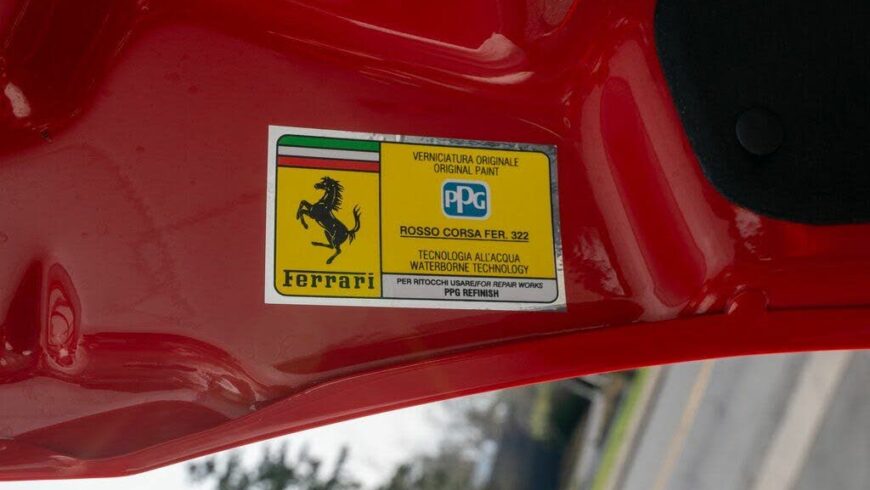 Ferrari
VERNICIATURA ORIGINALE
ORIGINAL PAINT
PPG
ROSSO CORSA FER. 322
TECNOLOGIA ALL'ACQUA
WATERBORNE TECHNOLOGY
PER RITOCCHI USARE/FOR REPAIR WORKS
PPG REFINISH